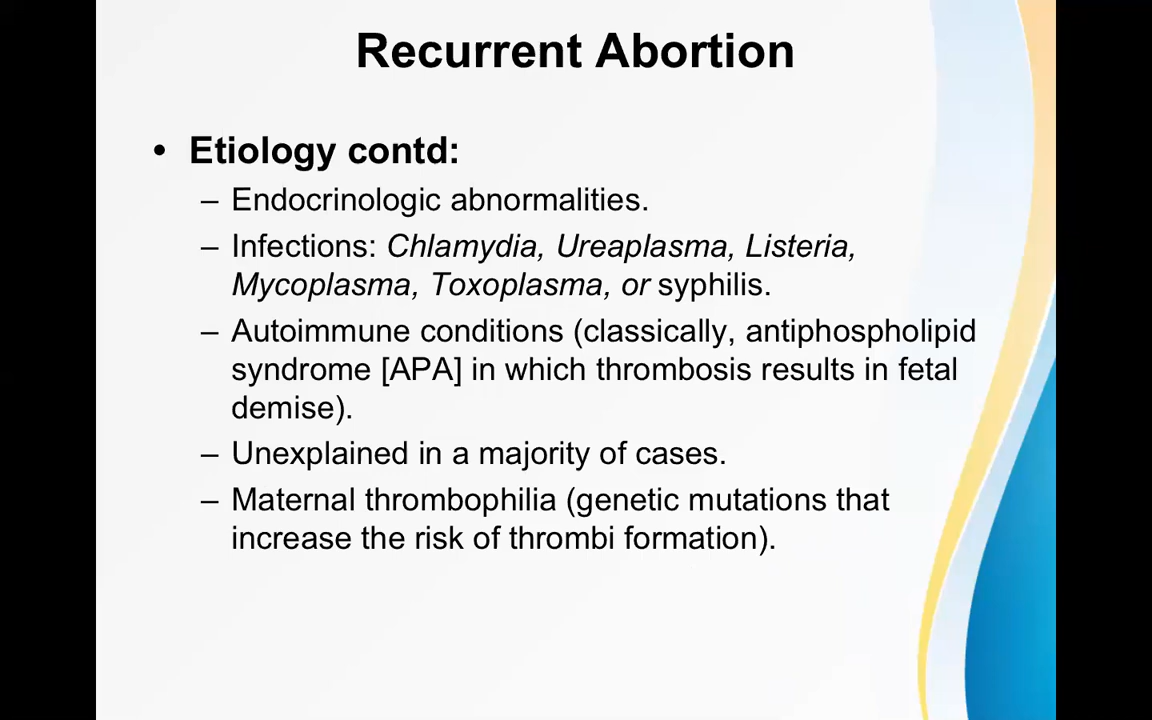 Recurrent Abortion
• Etiology contd:
– Endocrinologic abnormalities.
– Infections: Chlamydia, Ureaplasma, Listeria,
Mycoplasma, Toxoplasma, or syphilis.
– Autoimmune conditions (classically, antiphospholipid
syndrome [APA] in which thrombosis results in fetal
demise).
– Unexplained in a majority of cases.
– Maternal thrombophilia (genetic mutations that
increase the risk of thrombi formation).